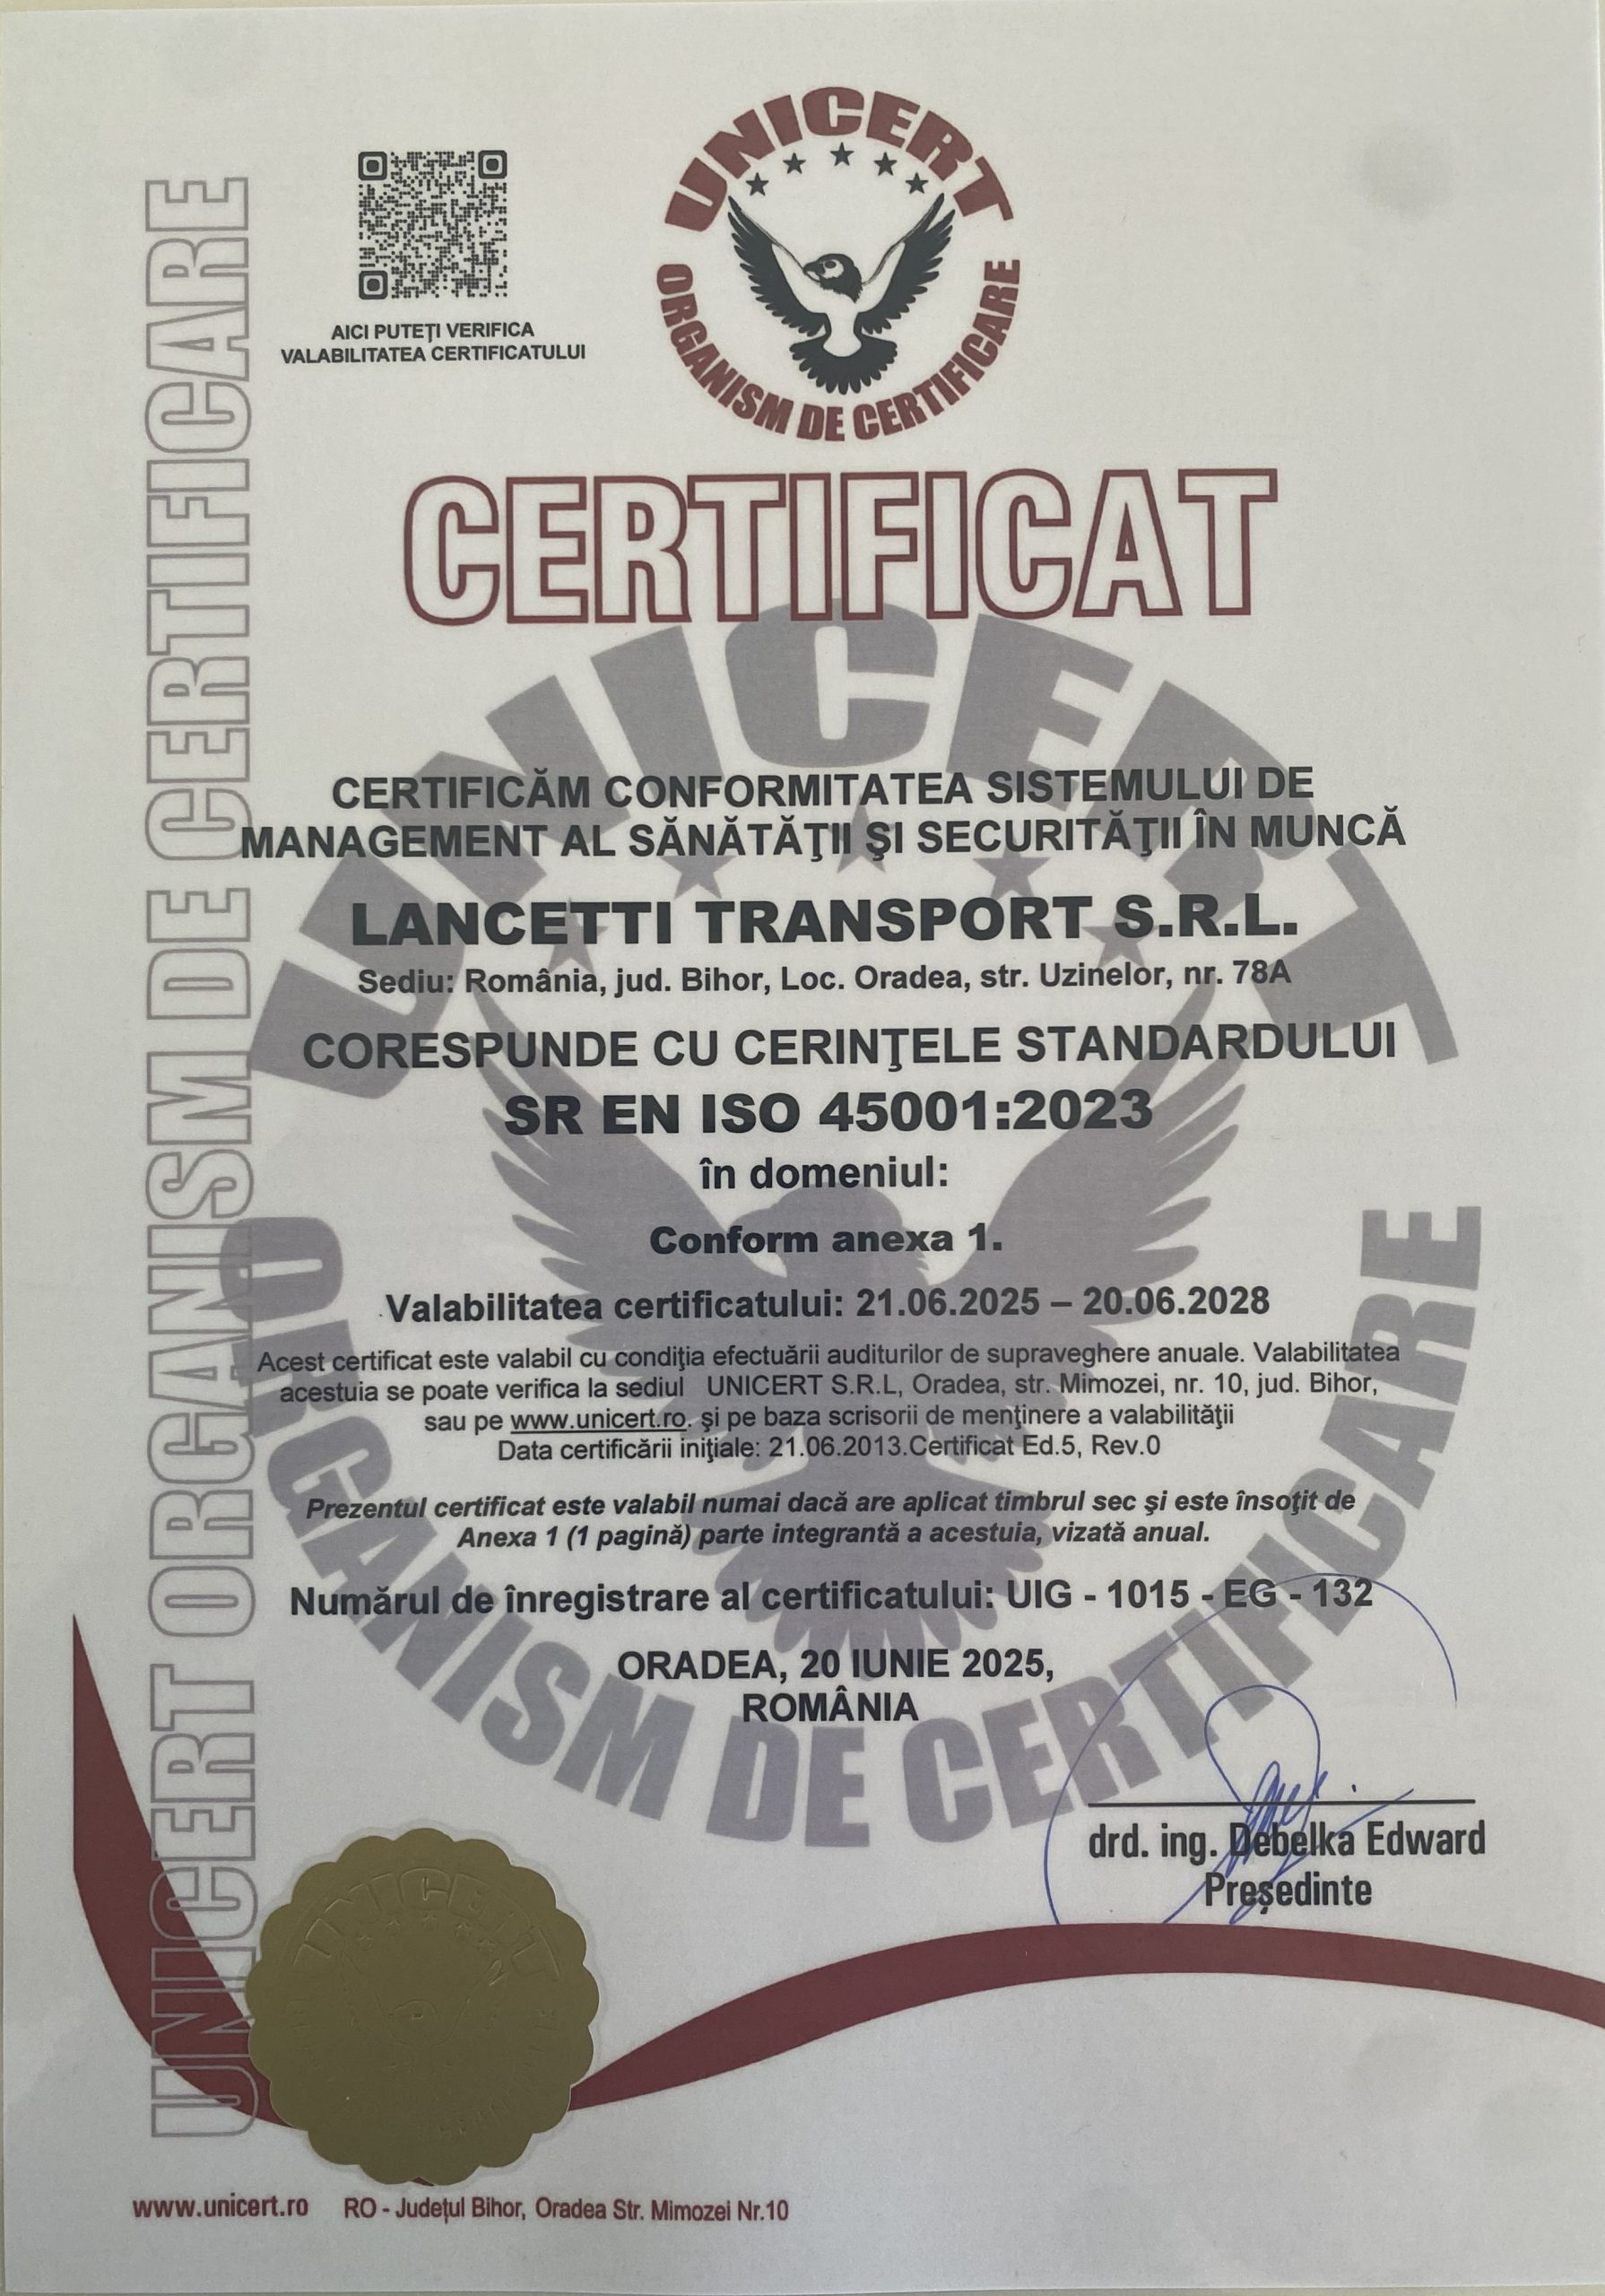 UNICERT
ORGANISM DE CERTIFICARE
AICI PUTEȚI VERIFICA
VALABILITATEA CERTIFICATULUI
UNICERT ORGANISM DE CERTIFICARE
CERTIFICAT
UNICERT
ORGANISM DE CERTIFICARE
CERTIFICĂM CONFORMITATEA SISTEMULUI DE
MANAGEMENT AL SĂNĂTĂŢII ŞI SECURITĂŢII ÎN MUNCĂ
LANCETTI TRANSPORT S.R.L.
Sediu: România, jud. Bihor, Loc. Oradea, str. Uzinelor, nr. 78A
CORESPUNDE CU CERINŢELE STANDARDULUI
SR EN ISO 45001:2023
în domeniul:
Conform anexa 1.
Valabilitatea certificatului: 21.06.2025 – 20.06.2028
Acest certificat este valabil cu condiţia efectuării auditurilor de supraveghere anuale. Valabilitatea
acestuia se poate verifica la sediul UNICERT S.R.L, Oradea, str. Mimozei, nr. 10, jud. Bihor,
sau pe www.unicert.ro. şi pe baza scrisorii de menţinere a valabilităţii
Data certificării iniţiale: 21.06.2013.Certificat Ed.5, Rev.0
Prezentul certificat este valabil numai dacă are aplicat timbrul sec şi este însoţit de
Anexa 1 (1 pagină) parte integrantă a acestuia, vizată anual.
Numărul de înregistrare al certificatului: UIG - 1015 - EG - 132
ORADEA, 20 IUNIE 2025,
ROMÂNIA
drd. ing. Debelka Edward
Președinte
UNICERT
www.unicert.ro RO - Județul Bihor, Oradea Str. Mimozei Nr.10